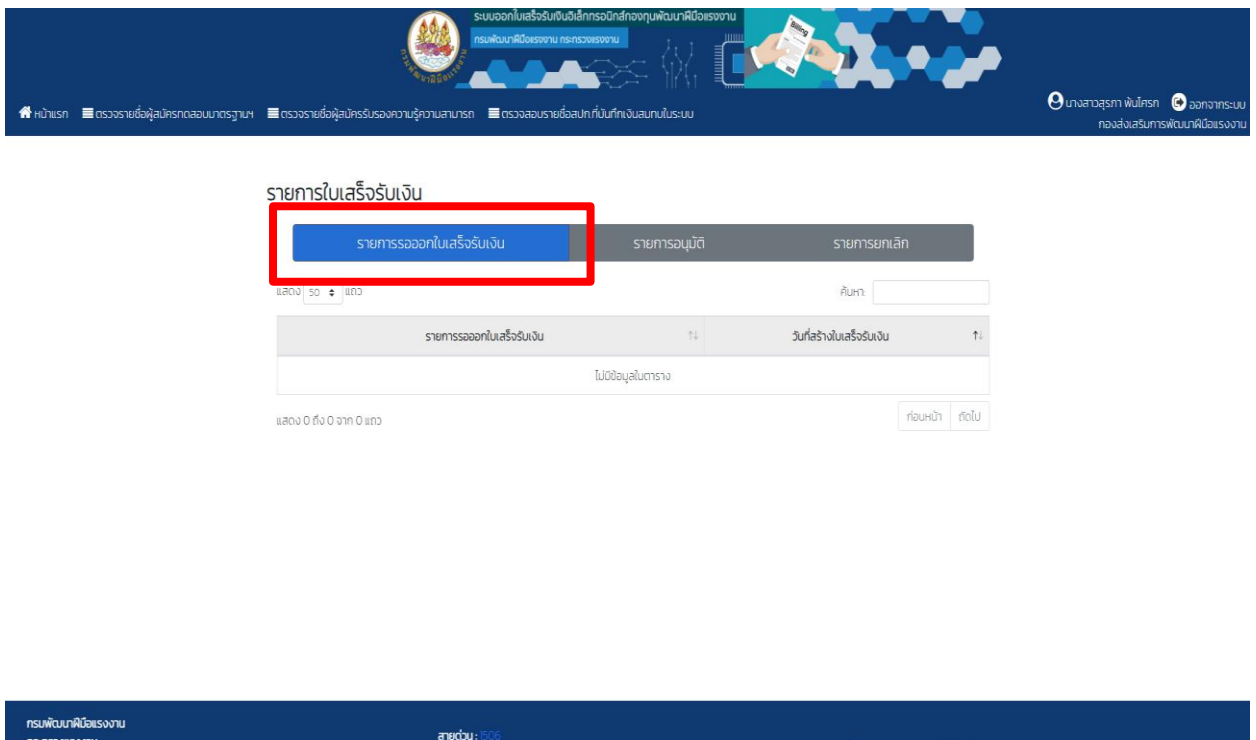 ระบบออกใบเสร็จรับเงินอิเล็กทรอนิกส์กองทุนพัฒนาฝีมือแรงงาน
กรมพัฒนาฝีมือแรงงาน กระทรวงแรงงาน
Billing
หน้าแรก ตรวจรายชื่อผู้สมัครทดสอบมาตรฐานฯ ตรวจรายชื่อผู้สมัครรับรองความรู้ความสามารถ ตรวจสอบรายชื่อสปก.ที่บันทึกเงินสมทบในระบบ
นางสาวสุรภา พันโศรก ออกจากระบบ
กองส่งเสริมการพัฒนาฝีมือแรงงาน
รายการใบเสร็จรับเงิน
รายการรอออกใบเสร็จรับเงิน รายการอนุมัติ รายการยกเลิก
แสดง 50 แถว ค้นหา:
รายการรอออกใบเสร็จรับเงิน วันที่สร้างใบเสร็จรับเงิน
ไม่มีข้อมูลในตาราง
แสดง 0 ถึง 0 จาก 0 แถว ก่อนหน้า ถัดไป
กรมพัฒนาฝีมือแรงงาน
สายด่วน : 1506